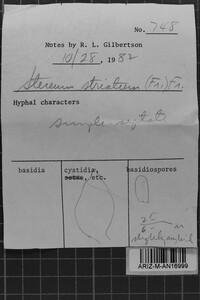 No. 748
Notes by R. L. Gilbertson
10/28, 1982
Stereum striatum (Fr.) Fr.
Hyphal characters
simple septate
basidia
cystidia, basidiospores
setae, etc.
slightly
ARIZ-M-AN16999